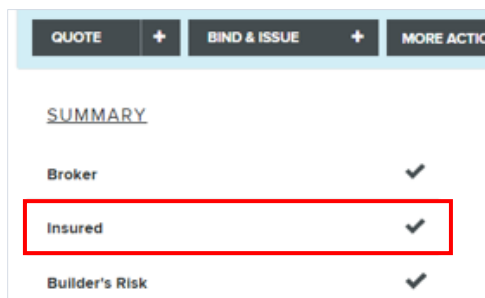 QUOTE + BIND & ISSUE + MORE ACTIO
SUMMARY
Broker
Insured
Builder's Risk